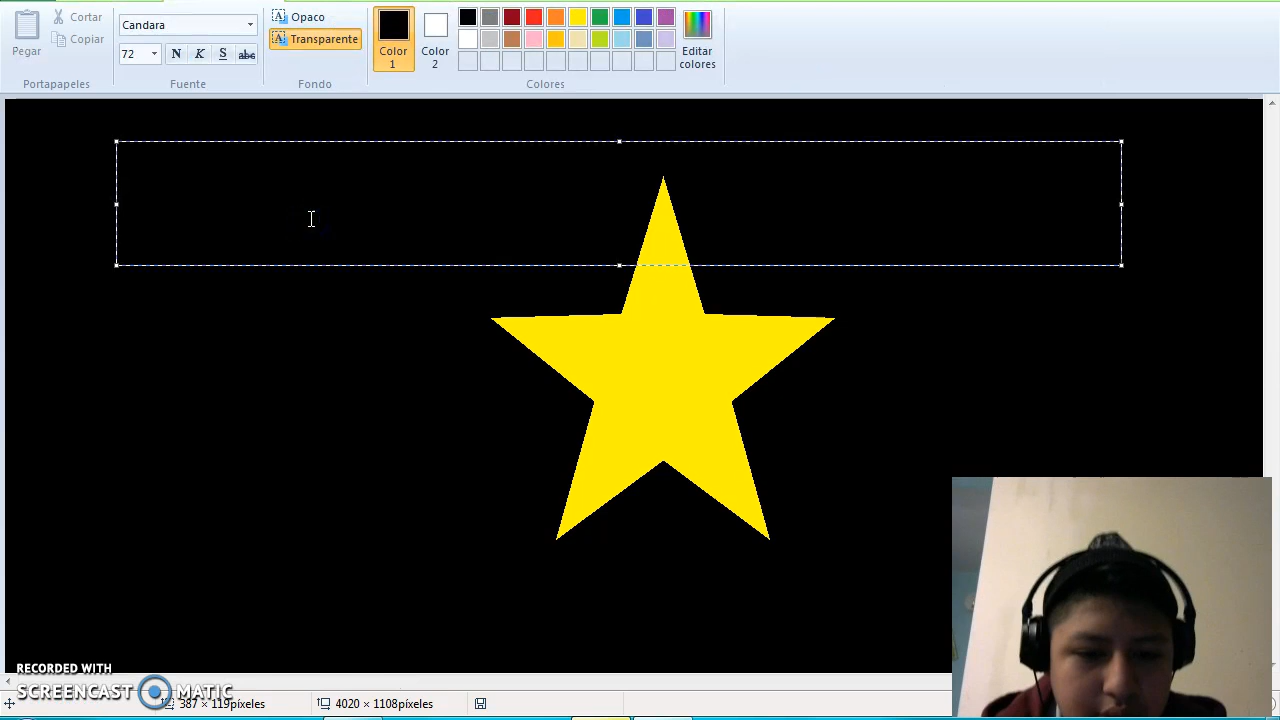 Cortar
Copiar
Pegar
Portapapeles
Candara
72
N K S abc
Fuente
Opaco
Transparente
Fondo
Color
1
Color
2
Editar
colores
Colores
RECORDED WITH
SCREENCAST MATIC
387 × 119píxeles
4020 × 1108píxeles